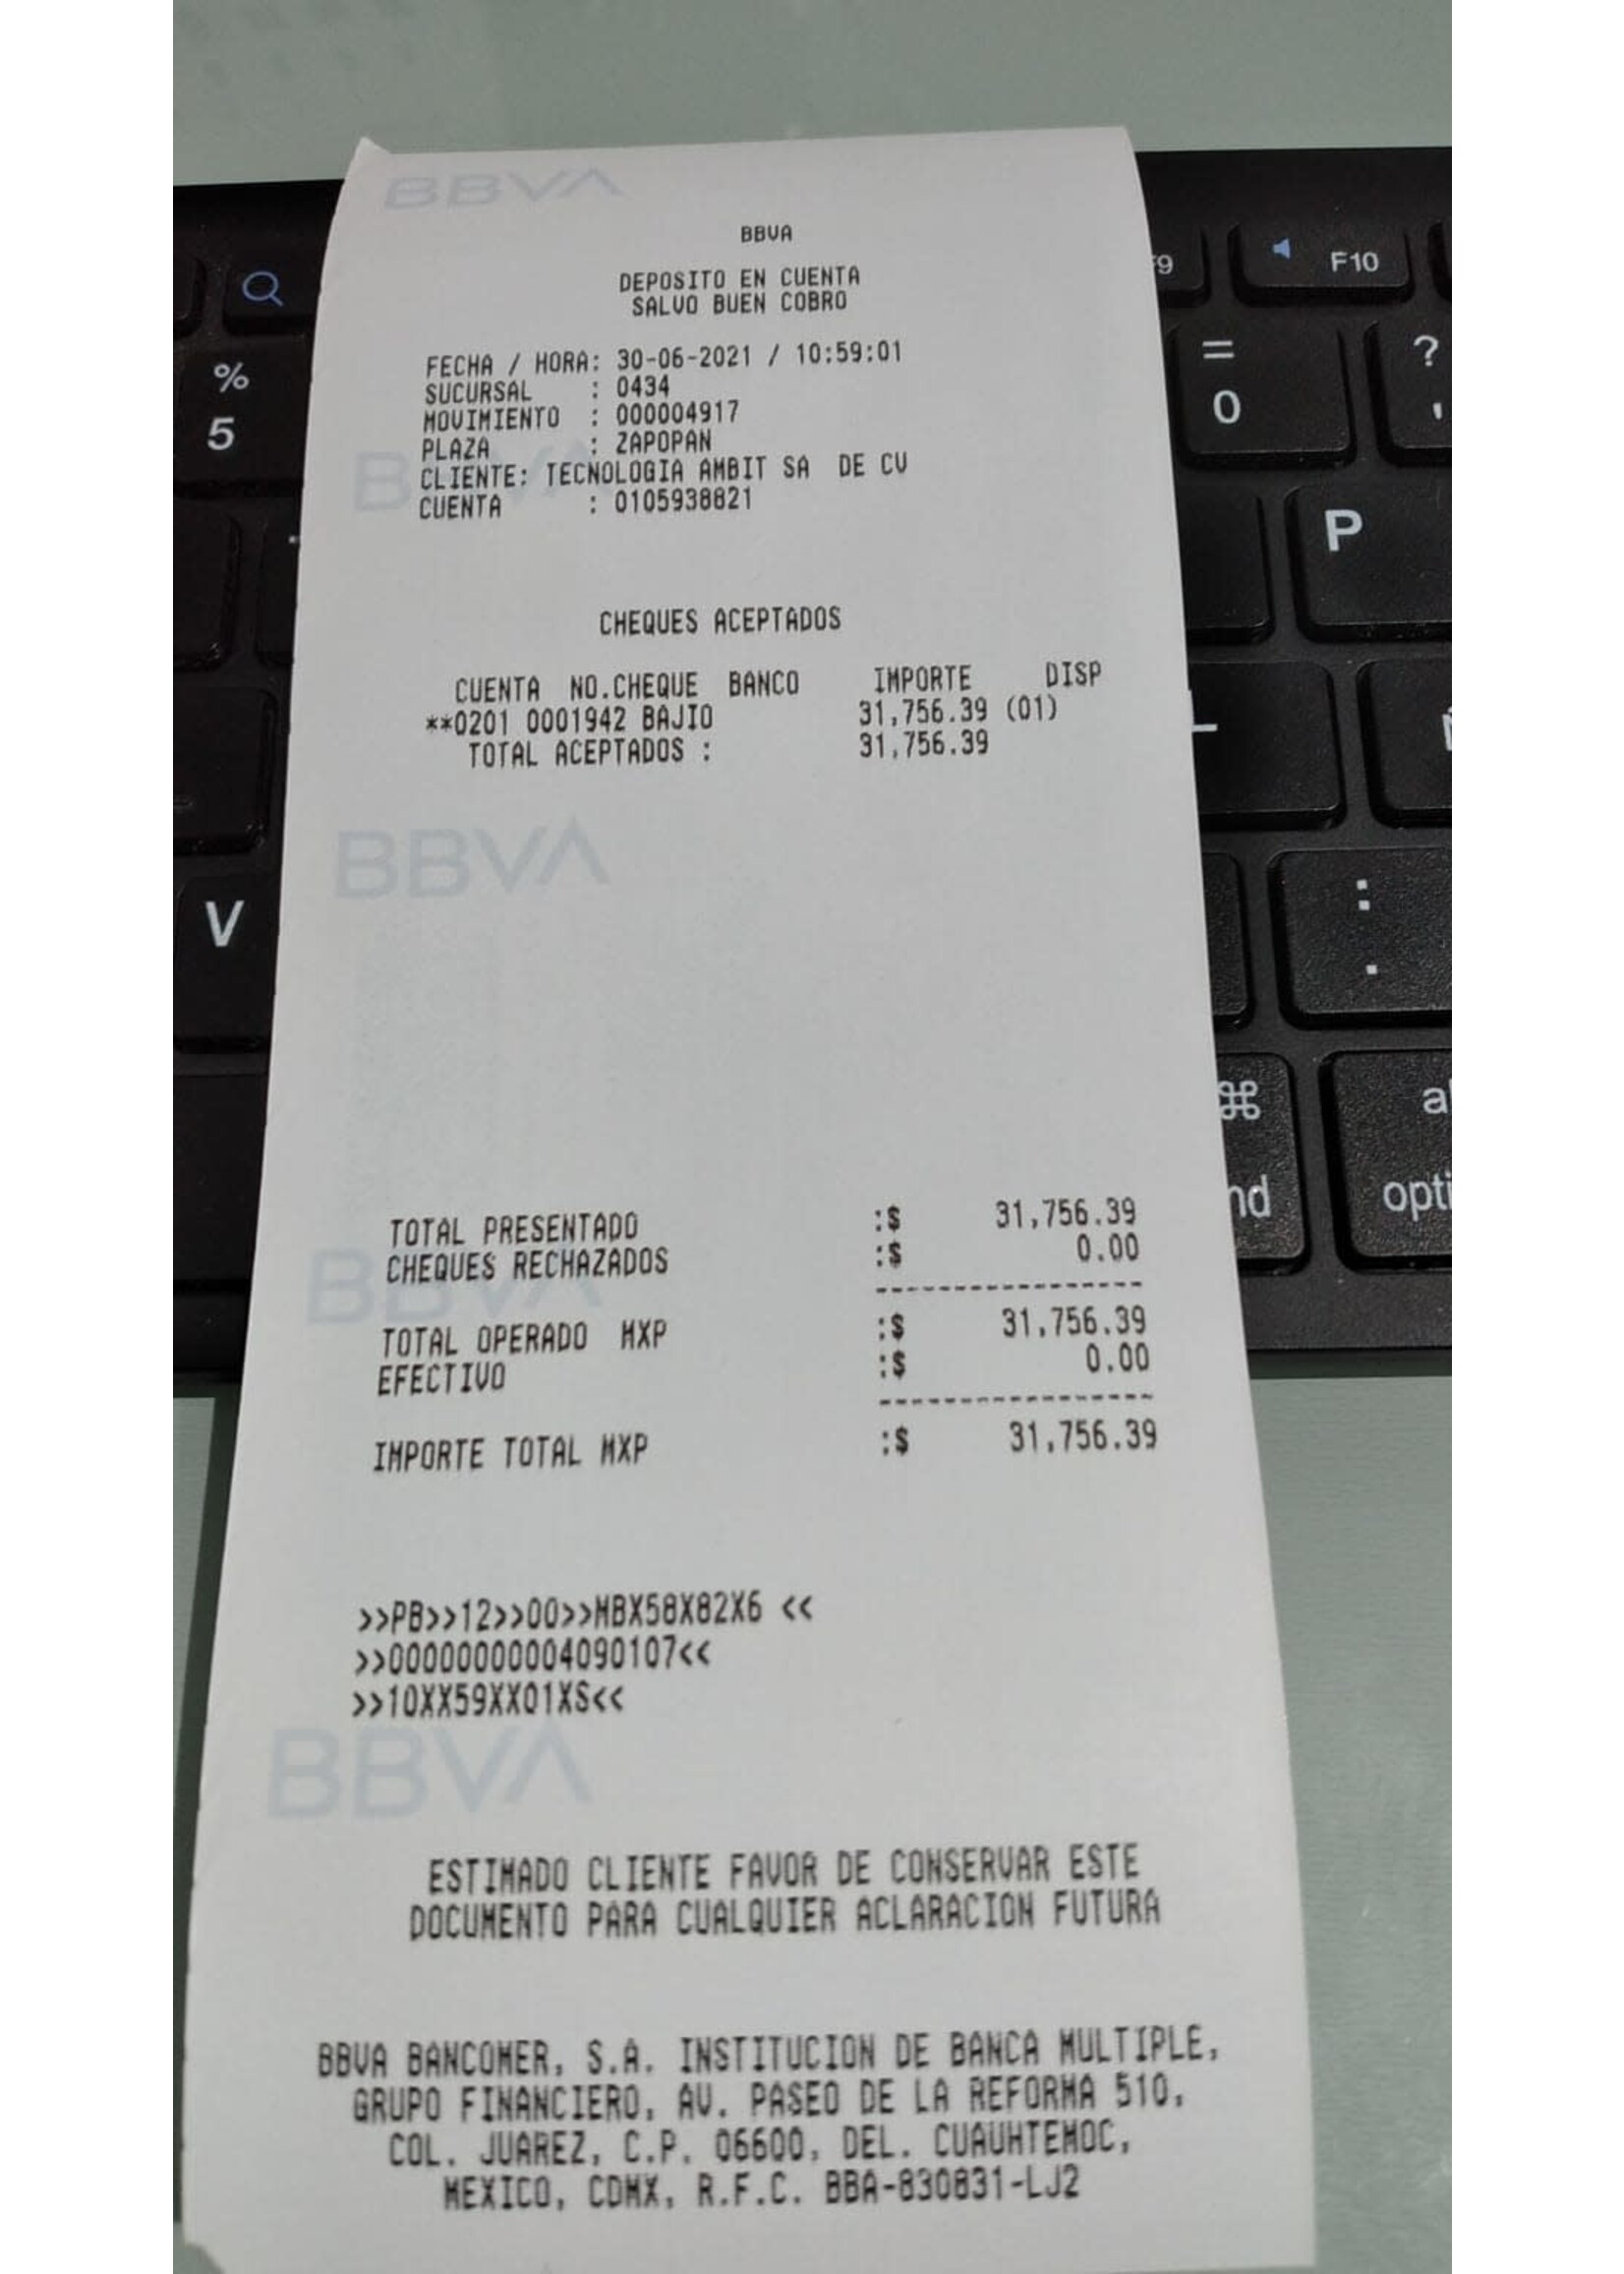 BBVA
BBVA
DEPOSITO EN CUENTA
SALVO BUEN COBRO
FECHA / HORA: 30-06-2021 / 10:59:01
SUCURSAL : 0434
MOVIMIENTO : 000004917
PLAZA : ZAPOPAN
CLIENTE: TECNOLOGIA AMBIT SA DE CV
CUENTA : 0105938821
CHEQUES ACEPTADOS
CUENTA NO.CHEQUE BANCO IMPORTE DISP
**0201 0001942 BAJIO 31,756.39 (01)
TOTAL ACEPTADOS : 31,756.39
BBVA
TOTAL PRESENTADO :$ 31,756.39
CHEQUES RECHAZADOS :$ 0.00
BBVA
------------------
TOTAL OPERADO MXP :$ 31,756.39
EFECTIVO :$ 0.00
------------------
IMPORTE TOTAL MXP :$ 31,756.39
>>PB>>12>>00>>MBX58X82X6 <<
>>00000000004090107<<
>>10XX59XX01XS<<
BBVA
ESTIMADO CLIENTE FAVOR DE CONSERVAR ESTE
DOCUMENTO PARA CUALQUIER ACLARACION FUTURA
BBVA BANCOMER, S.A. INSTITUCION DE BANCA MULTIPLE,
GRUPO FINANCIERO, AV. PASEO DE LA REFORMA 510,
COL. JUAREZ, C.P. 06600, DEL. CUAUHTEMOC,
MEXICO, CDMX, R.F.C. BBA-830831-LJ2
F9
F10
%
5
=
0
?
'
P
V
:
.
⌘